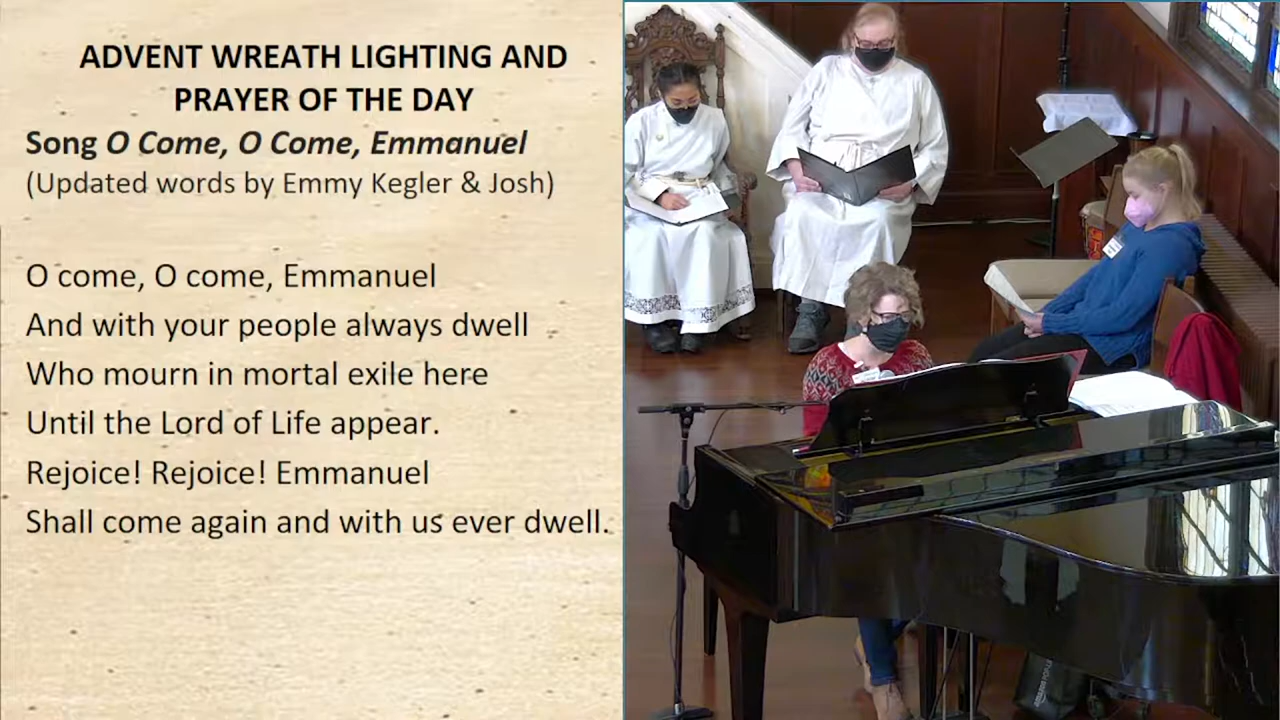 ADVENT WREATH LIGHTING AND
PRAYER OF THE DAY
Song O Come, O Come, Emmanuel
(Updated words by Emmy Kegler & Josh)
O come, O come, Emmanuel
And with your people always dwell
Who mourn in mortal exile here
Until the Lord of Life appear.
Rejoice! Rejoice! Emmanuel
Shall come again and with us ever dwell.